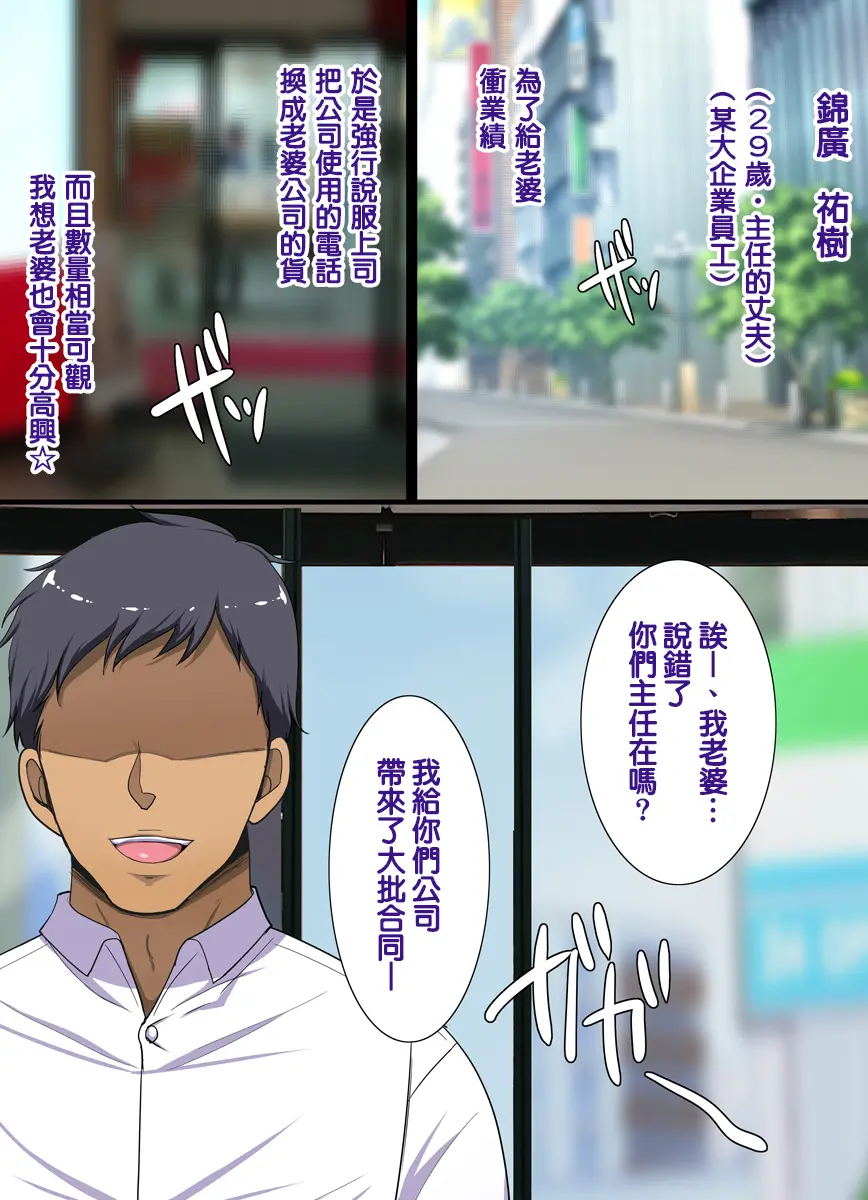 錦廣　祐樹
（２９歲・主任的丈夫）
（某大企業員工）
為了給老婆
衝業績
ザッ
於是強行說服上司
把公司使用的電話
換成老婆公司的貨
而且數量相當可觀
我想老婆也會十分高興☆
ザッ
誒ー、我老婆…
說錯了
你們主任在嗎？
我給你們公司
帶來了大批合同ー
ガガー